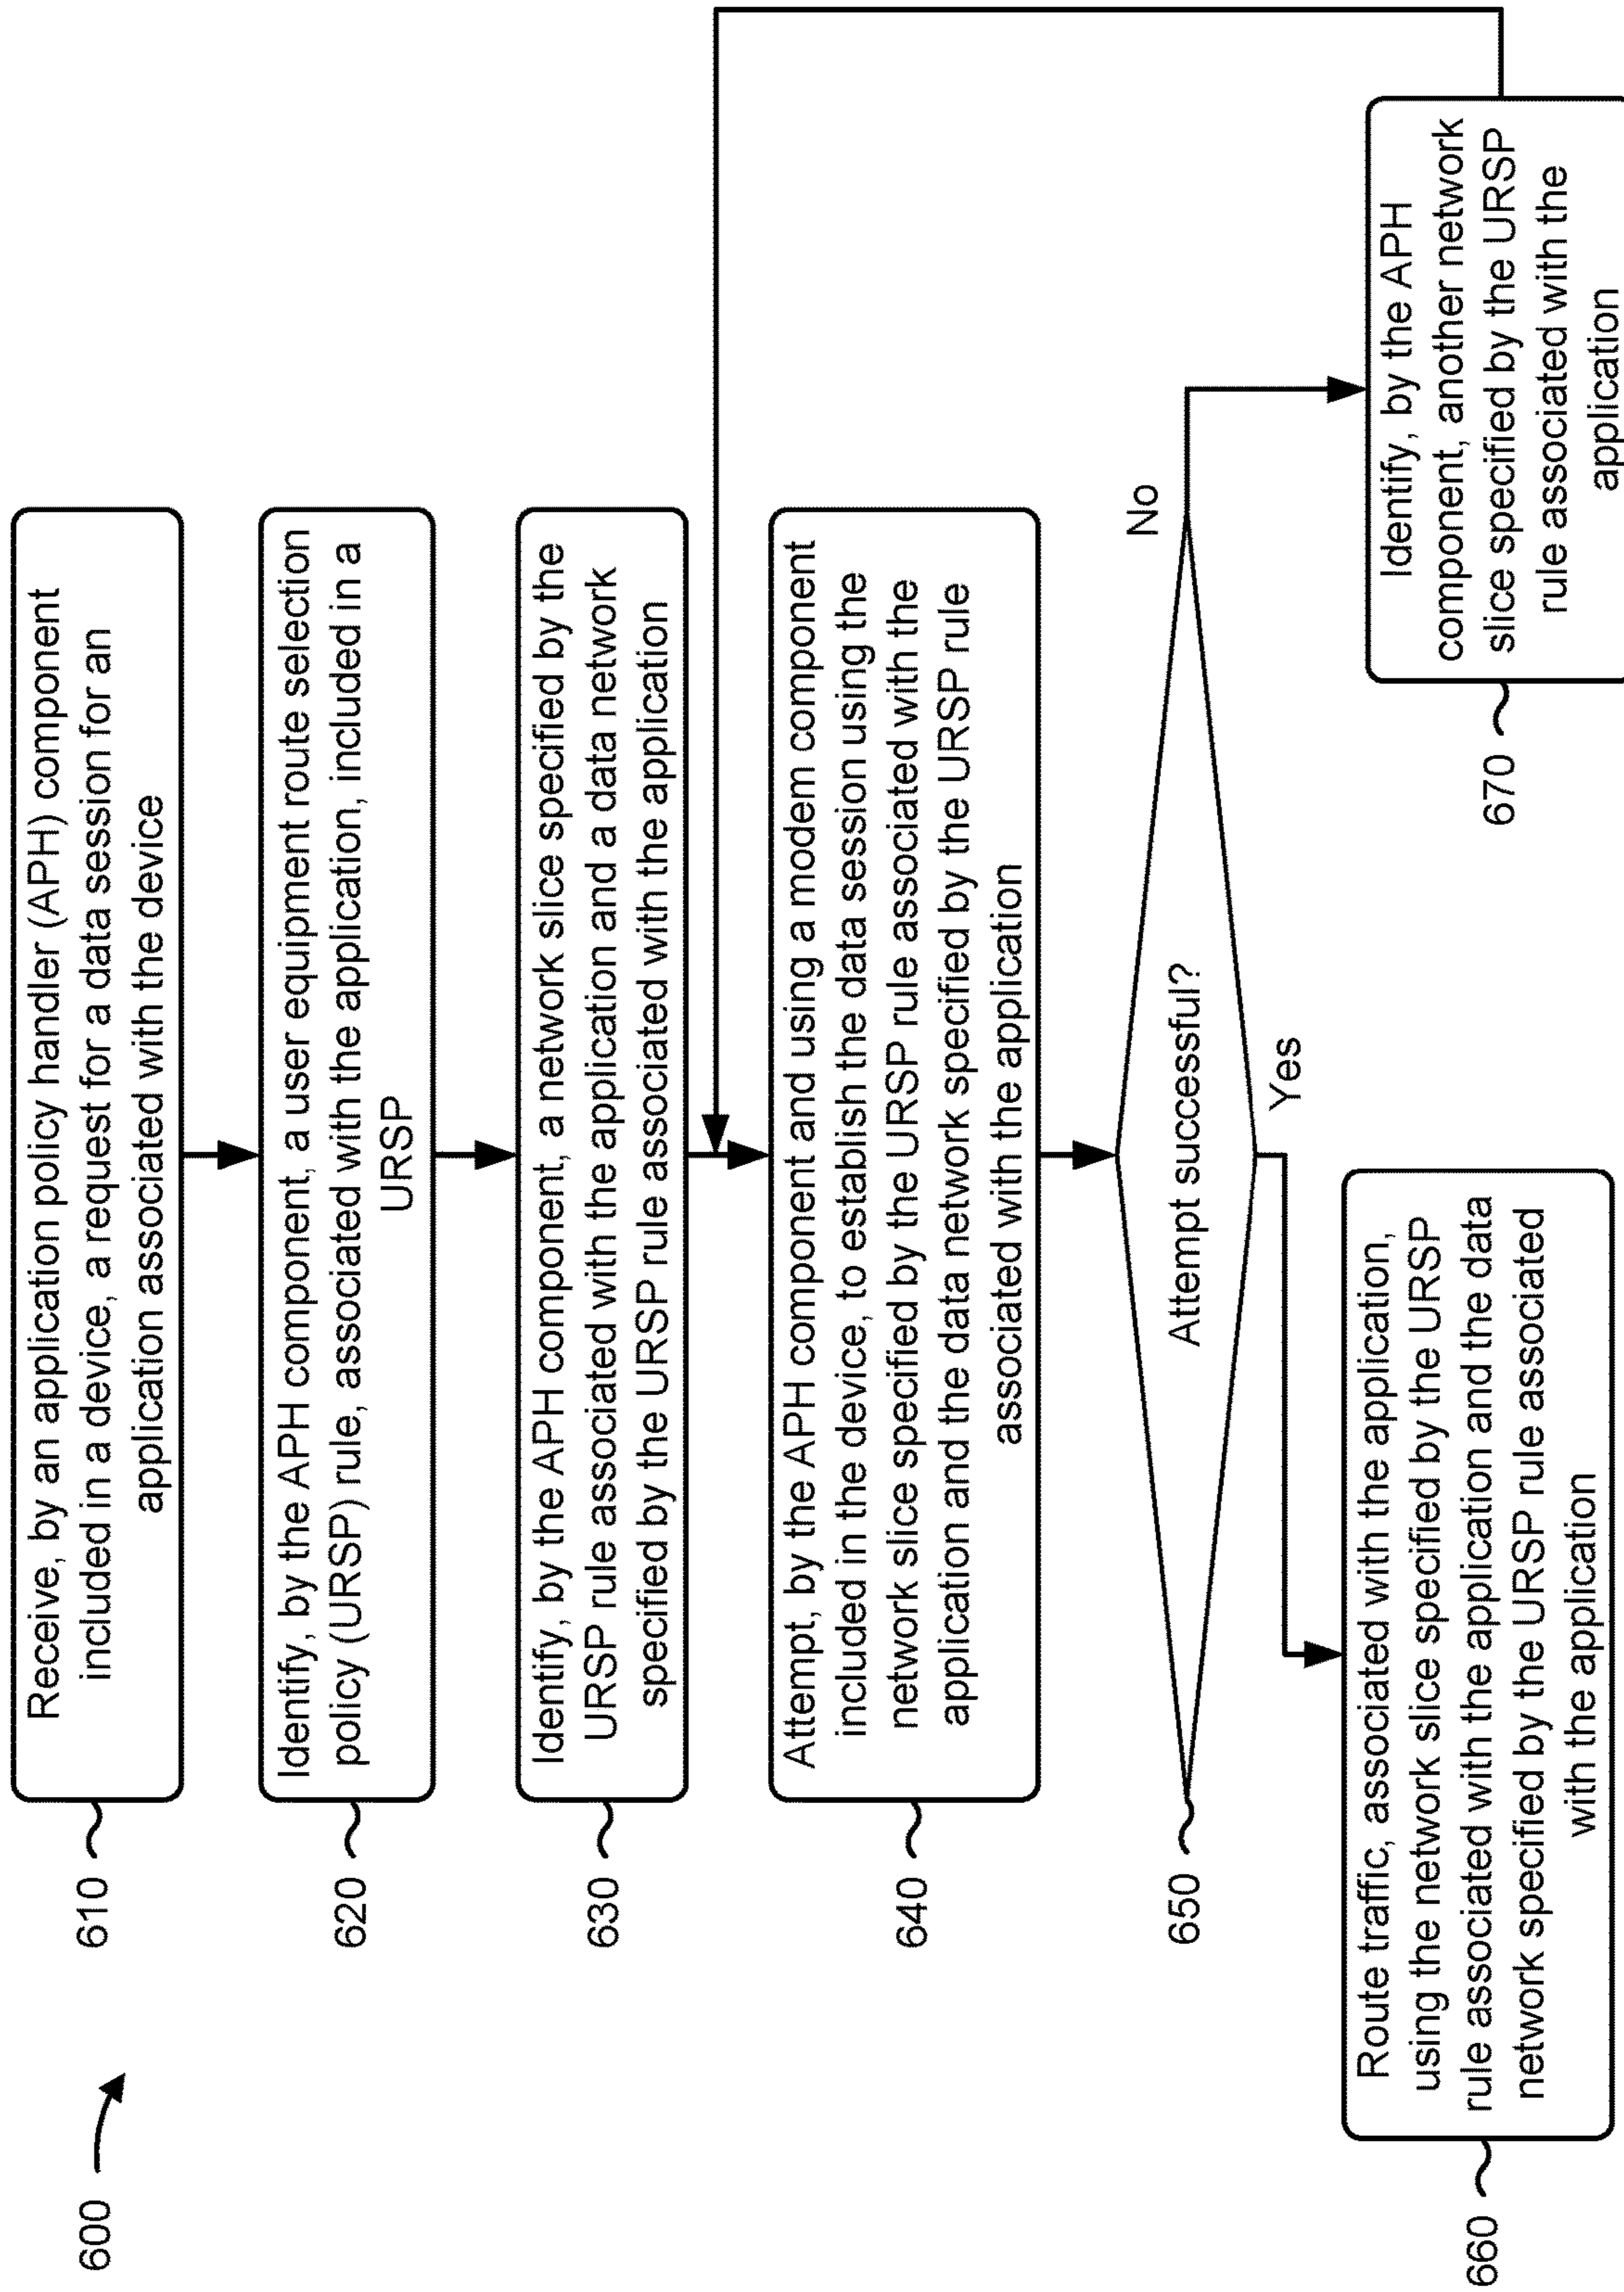 600
610
Receive, by an application policy handler (APH) component
included in a device, a request for a data session for an
application associated with the device
620
Identify, by the APH component, a user equipment route selection
policy (URSP) rule, associated with the application, included in a
URSP
630
Identify, by the APH component, a network slice specified by the
URSP rule associated with the application and a data network
specified by the URSP rule associated with the application
640
Attempt, by the APH component and using a modem component
included in the device, to establish the data session using the
network slice specified by the URSP rule associated with the
application and the data network specified by the URSP rule
associated with the application
650
Attempt successful?
No
Yes
660
Route traffic, associated with the application,
using the network slice specified by the URSP
rule associated with the application and the data
network specified by the URSP rule associated
with the application
670
Identify, by the APH
component, another network
slice specified by the URSP
rule associated with the
application